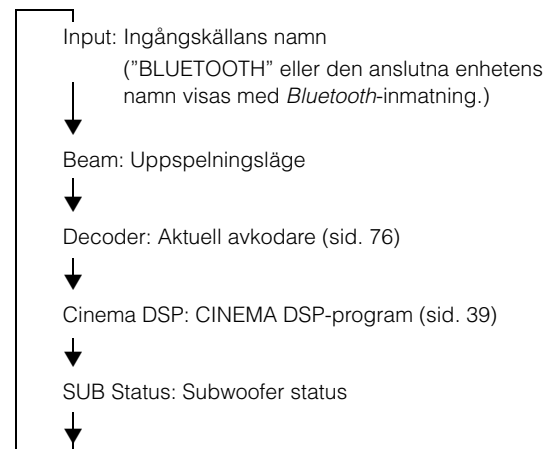 Input: Ingångskällans namn
("BLUETOOTH" eller den anslutna enhetens
namn visas med Bluetooth-inmatning.)
Beam: Uppspelningsläge
Decoder: Aktuell avkodare (sid. 76)
Cinema DSP: CINEMA DSP-program (sid. 39)
SUB Status: Subwoofer status